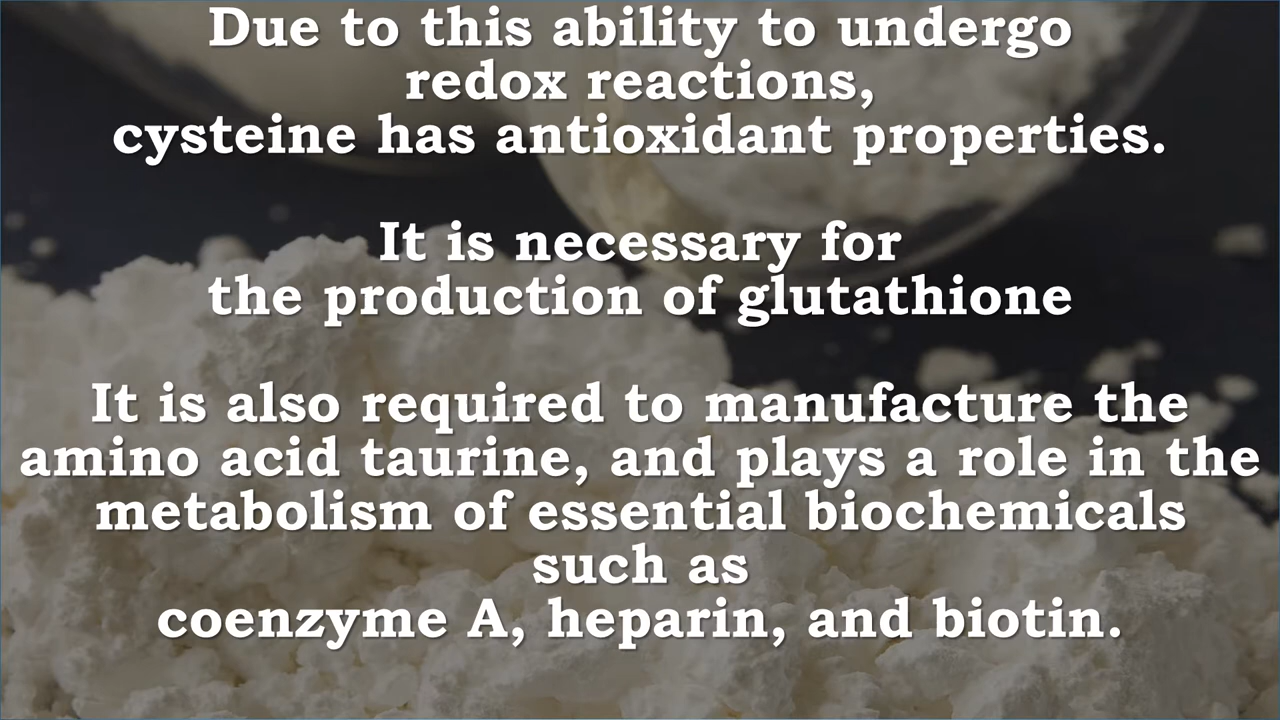 Due to this ability to undergo
redox reactions,
cysteine has antioxidant properties.
It is necessary for
the production of glutathione
It is also required to manufacture the
amino acid taurine, and plays a role in the
metabolism of essential biochemicals
such as
coenzyme A, heparin, and biotin.